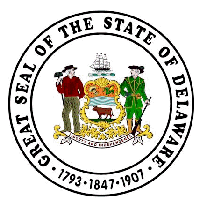 GREAT SEAL OF THE STATE OF DELAWARE
· 1793 · 1847 · 1907 ·